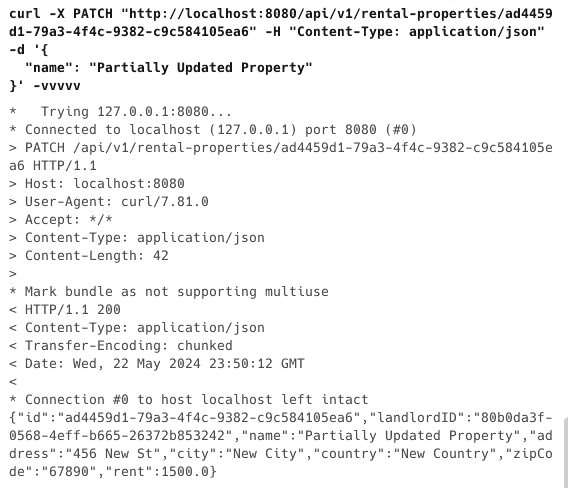 curl -X PATCH "http://localhost:8080/api/v1/rental-properties/ad4459
d1-79a3-4f4c-9382-c9c584105ea6" -H "Content-Type: application/json"
-d '{
  "name": "Partially Updated Property"
}' -vvvvv
*   Trying 127.0.0.1:8080...
* Connected to localhost (127.0.0.1) port 8080 (#0)
> PATCH /api/v1/rental-properties/ad4459d1-79a3-4f4c-9382-c9c584105e
a6 HTTP/1.1
> Host: localhost:8080
> User-Agent: curl/7.81.0
> Accept: */*
> Content-Type: application/json
> Content-Length: 42
>
* Mark bundle as not supporting multiuse
< HTTP/1.1 200
< Content-Type: application/json
< Transfer-Encoding: chunked
< Date: Wed, 22 May 2024 23:50:12 GMT
<
* Connection #0 to host localhost left intact
{"id":"ad4459d1-79a3-4f4c-9382-c9c584105ea6","landlordID":"80b0da3f-
0568-4eff-b665-26372b853242","name":"Partially Updated Property","ad
dress":"456 New St","city":"New City","country":"New Country","zipCo
de":"67890","rent":1500.0}